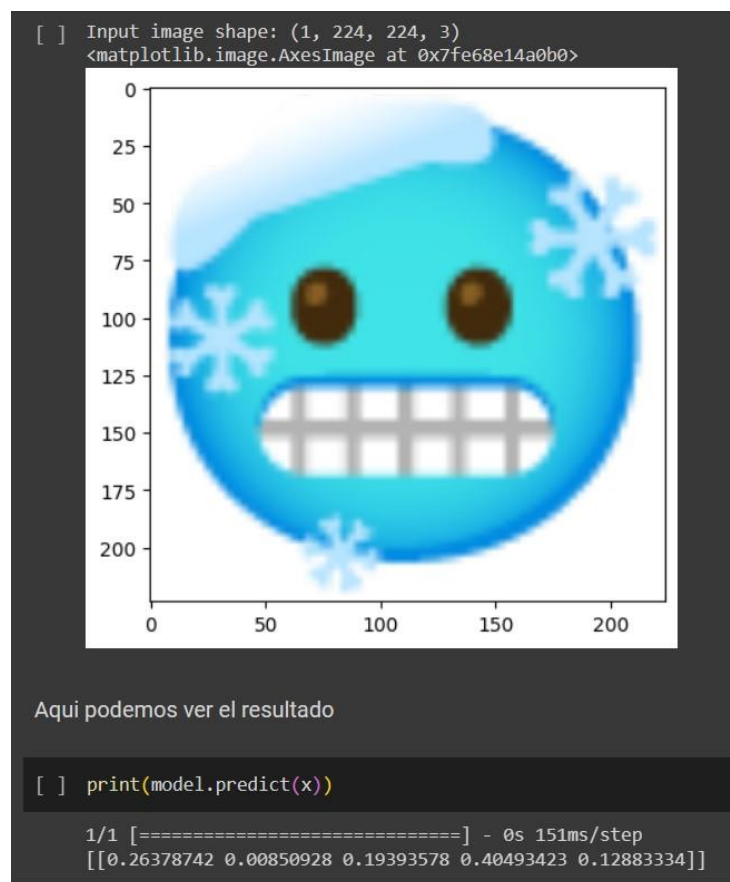 [ ] Input image shape: (1, 224, 224, 3)
<matplotlib.image.AxesImage at 0x7fe68e14a0b0>
0
25
50
75
100
125
150
175
200
0 50 100 150 200
Aqui podemos ver el resultado
[ ] print(model.predict(x))
1/1 [==============================] - 0s 151ms/step
[[0.26378742 0.00850928 0.19393578 0.40493423 0.12883334]]